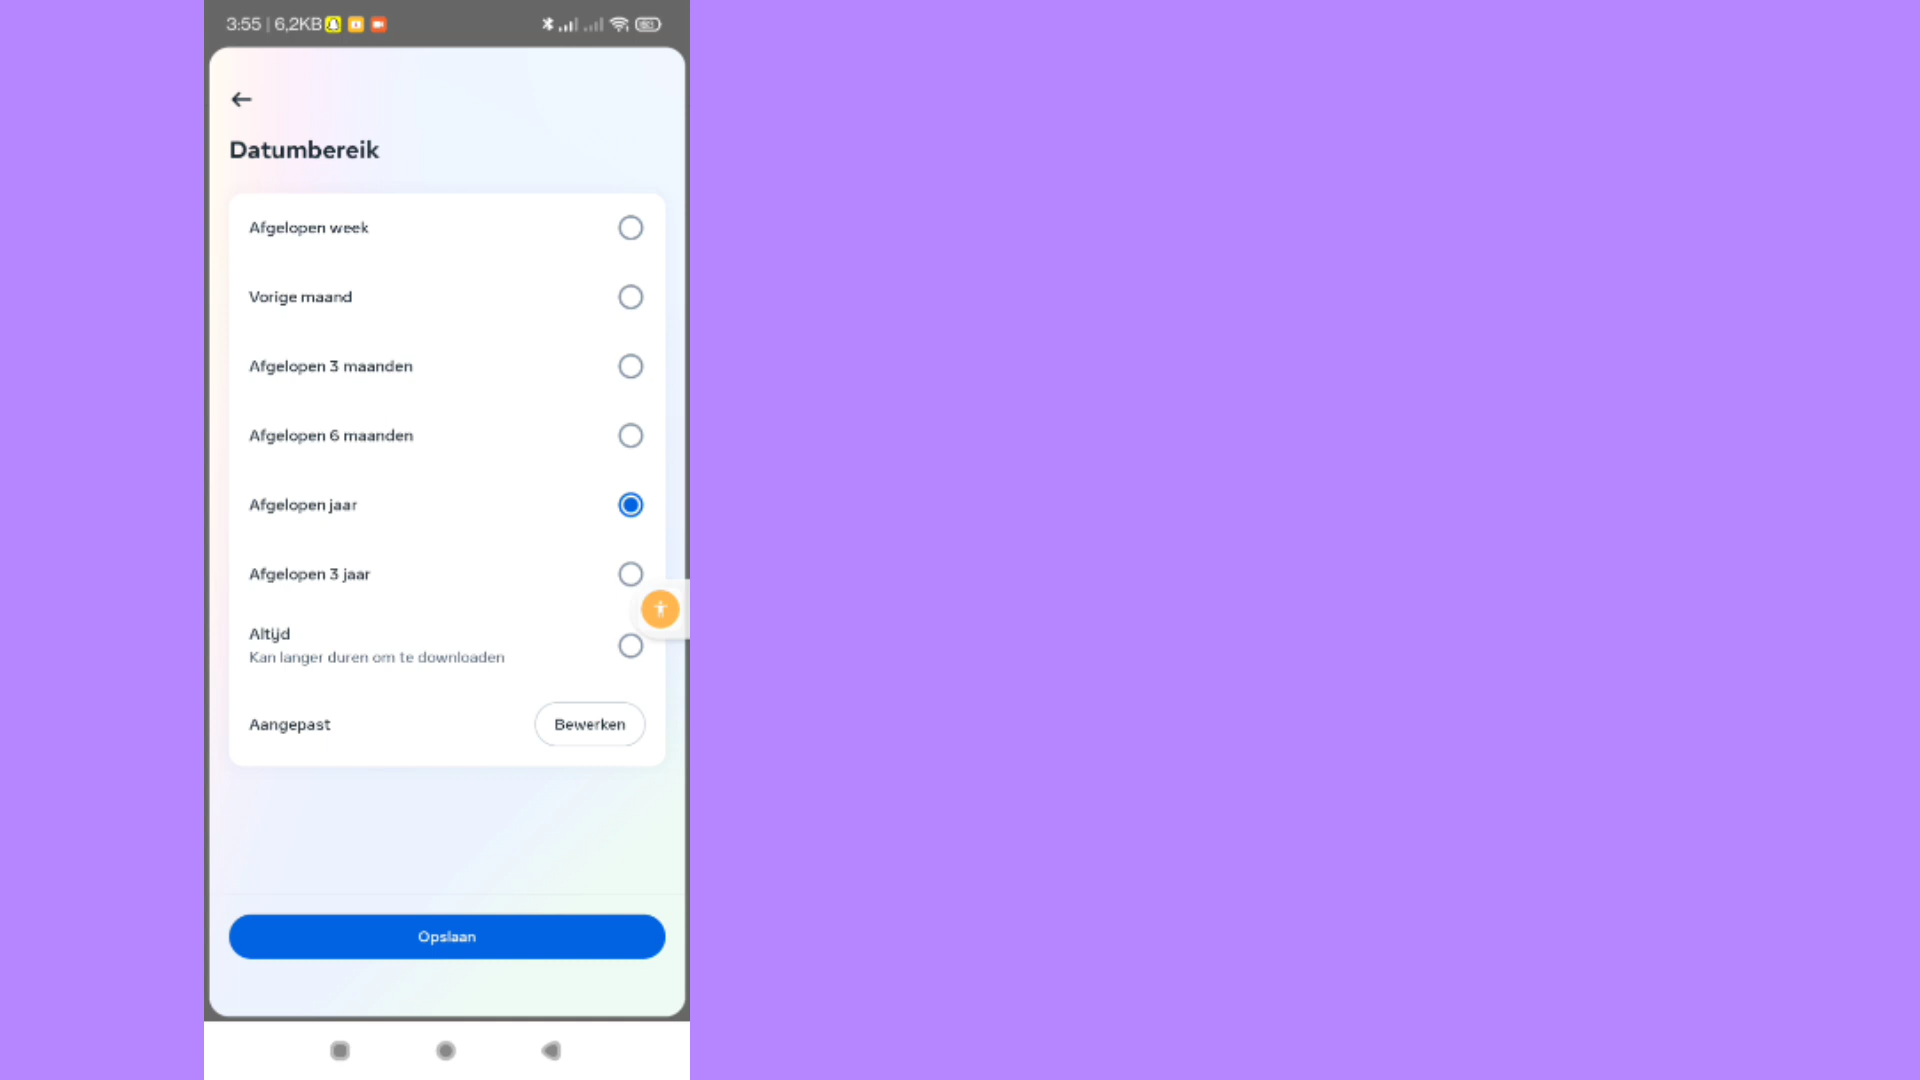 3:55 | 6,2KB
Datumbereik
Afgelopen week
Vorige maand
Afgelopen 3 maanden
Afgelopen 6 maanden
Afgelopen jaar
Afgelopen 3 jaar
Altijd
Kan langer duren om te downloaden
Aangepast
Bewerken
Opslaan